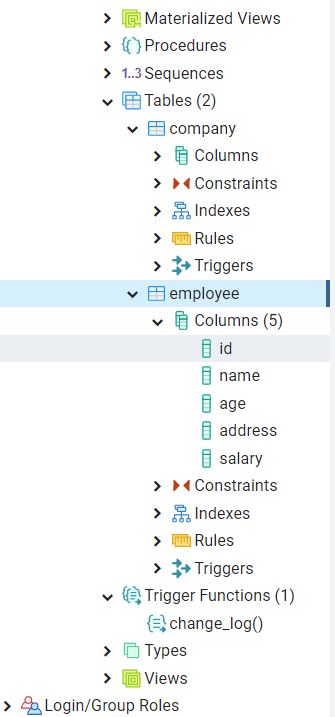 Materialized Views
Procedures
1..3 Sequences
Tables (2)
company
Columns
Constraints
Indexes
Rules
Triggers
employee
Columns (5)
id
name
age
address
salary
Constraints
Indexes
Rules
Triggers
Trigger Functions (1)
change_log()
Types
Views
Login/Group Roles